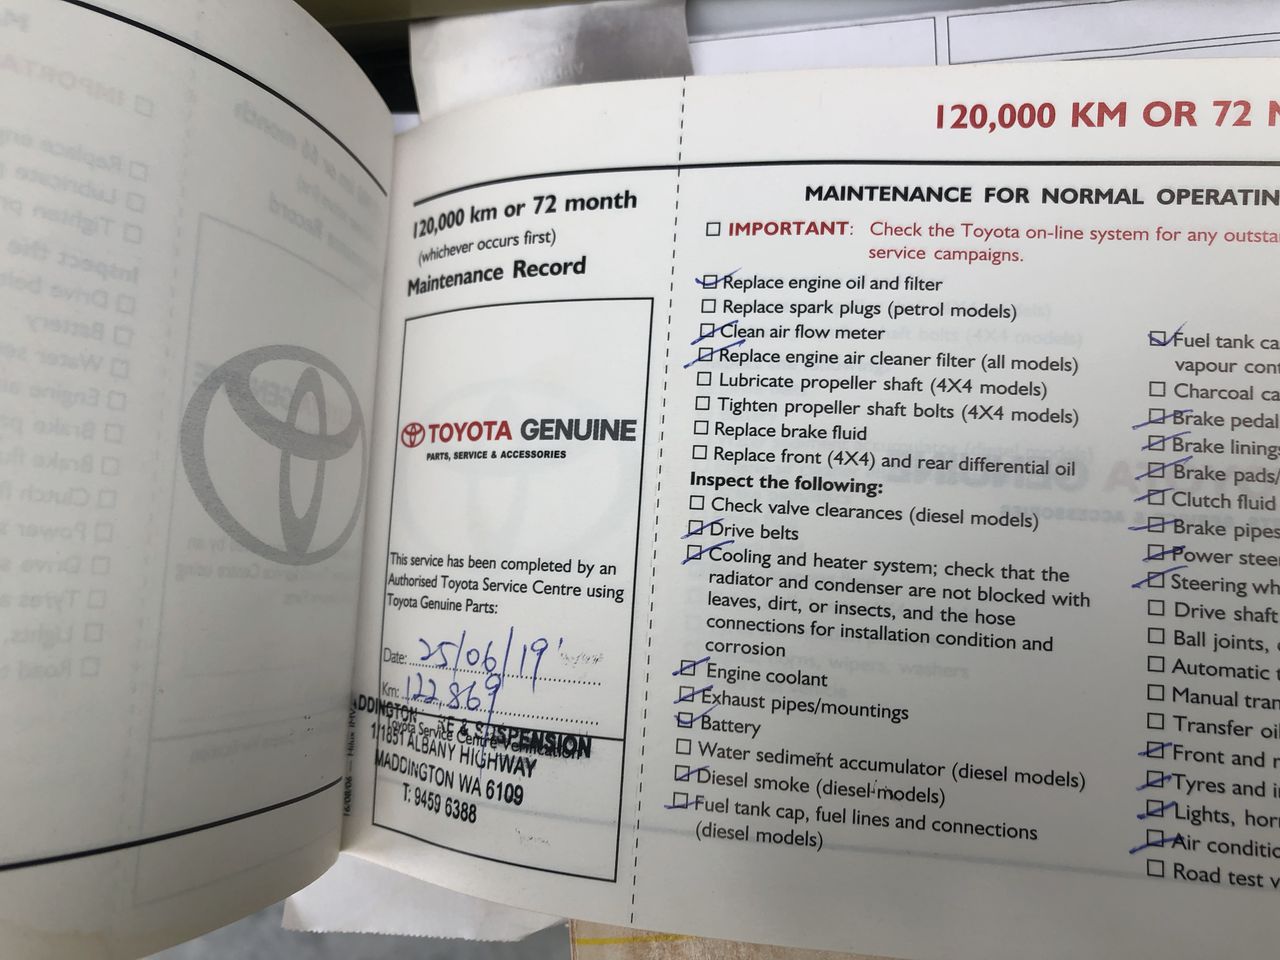 120,000 km or 72 month
(whichever occurs first)
Maintenance Record
TOYOTA GENUINE
PARTS, SERVICE & ACCESSORIES
This service has been completed by an
Authorised Toyota Service Centre using
Toyota Genuine Parts:
Date: 25/06/19
Km: 122,869
Toyota Service Centre Verification
& SUSPENSION
1/1851 ALBANY HIGHWAY
MADDINGTON WA 6109
T: 9459 6388
120,000 KM OR 72
MAINTENANCE FOR NORMAL OPERATIN
IMPORTANT: Check the Toyota on-line system for any outsta
service campaigns.
Replace engine oil and filter
Replace spark plugs (petrol models)
Clean air flow meter
Replace engine air cleaner filter (all models)
Lubricate propeller shaft (4X4 models)
Tighten propeller shaft bolts (4X4 models)
Replace brake fluid
Replace front (4X4) and rear differential oil
Inspect the following:
Check valve clearances (diesel models)
Drive belts
Cooling and heater system; check that the
radiator and condenser are not blocked with
leaves, dirt, or insects, and the hose
connections for installation condition and
corrosion
Engine coolant
Exhaust pipes/mountings
Battery
Water sediment accumulator (diesel models)
Diesel smoke (diesel models)
Fuel tank cap, fuel lines and connections
(diesel models)
Fuel tank ca
vapour cont
Charcoal ca
Brake pedal
Brake linings
Brake pads/
Clutch fluid
Brake pipes
Power stee
Steering wh
Drive shaft
Ball joints,
Automatic t
Manual tran
Transfer oil
Front and r
Tyres and i
Lights, horn
Air conditio
Road test v